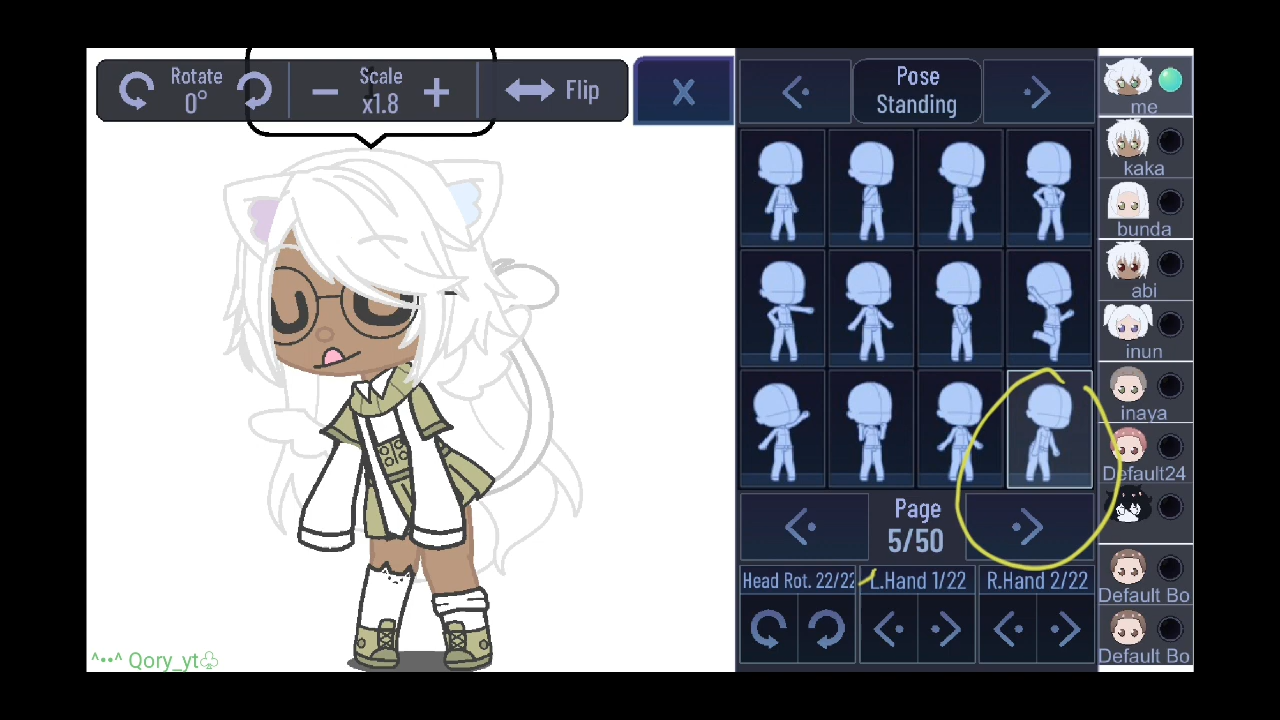 Rotate
0°
Scale
x1.8
Flip
X
Pose
Standing
me
kaka
bunda
abi
inun
inaya
Default24
Default Bo
Default Bo
Page
5/50
Head Rot. 22/22
L.Hand 1/22
R.Hand 2/22
^••^ Qory_yt♧